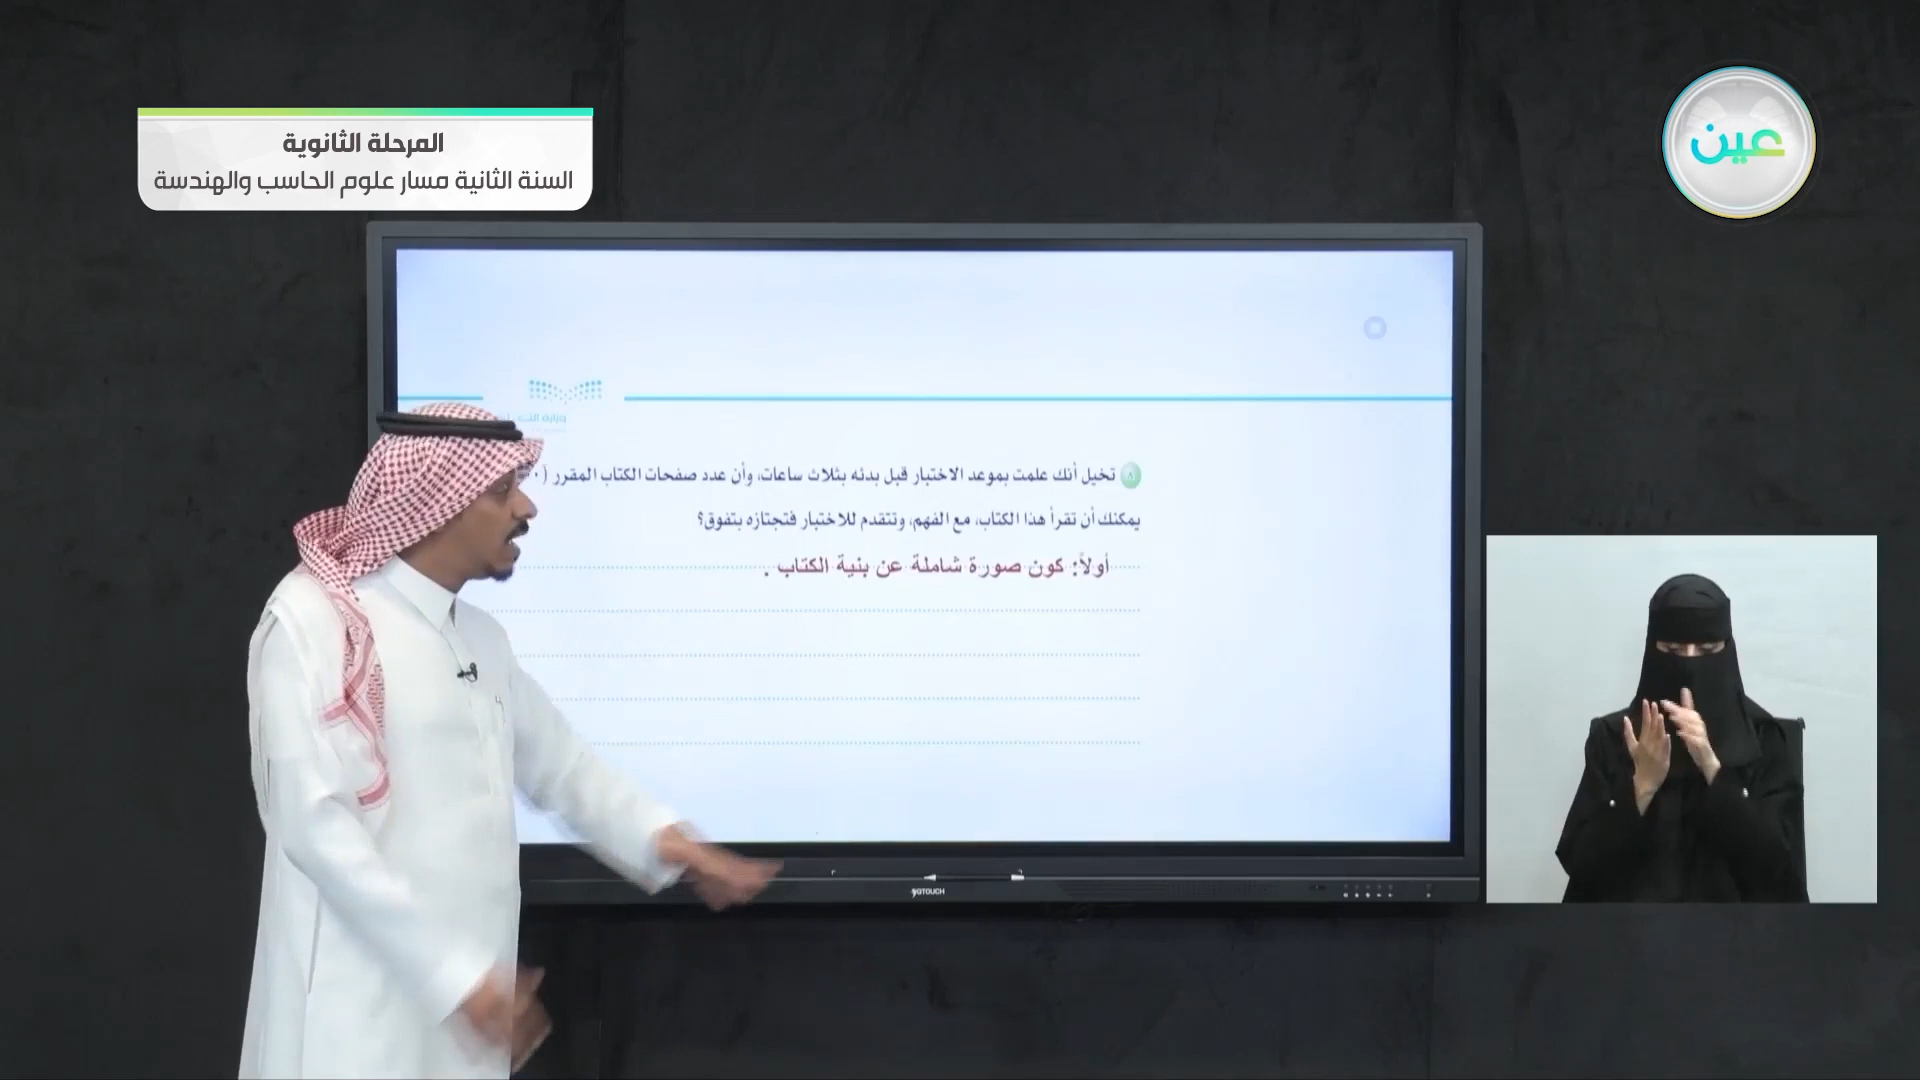 المرحلة الثانوية
السنة الثانية مسار علوم الحاسب والهندسة
عين
وزارة
تخيل أنك علمت بموعد الاختبار قبل بدئه بثلاث ساعات، وأن عدد صفحات الكتاب المقرر (
يمكنك أن تقرأ هذا الكتاب، مع الفهم، وتتقدم للاختبار فتجتازه بتفوق؟
أولاً: كون صورة شاملة عن بنية الكتاب .